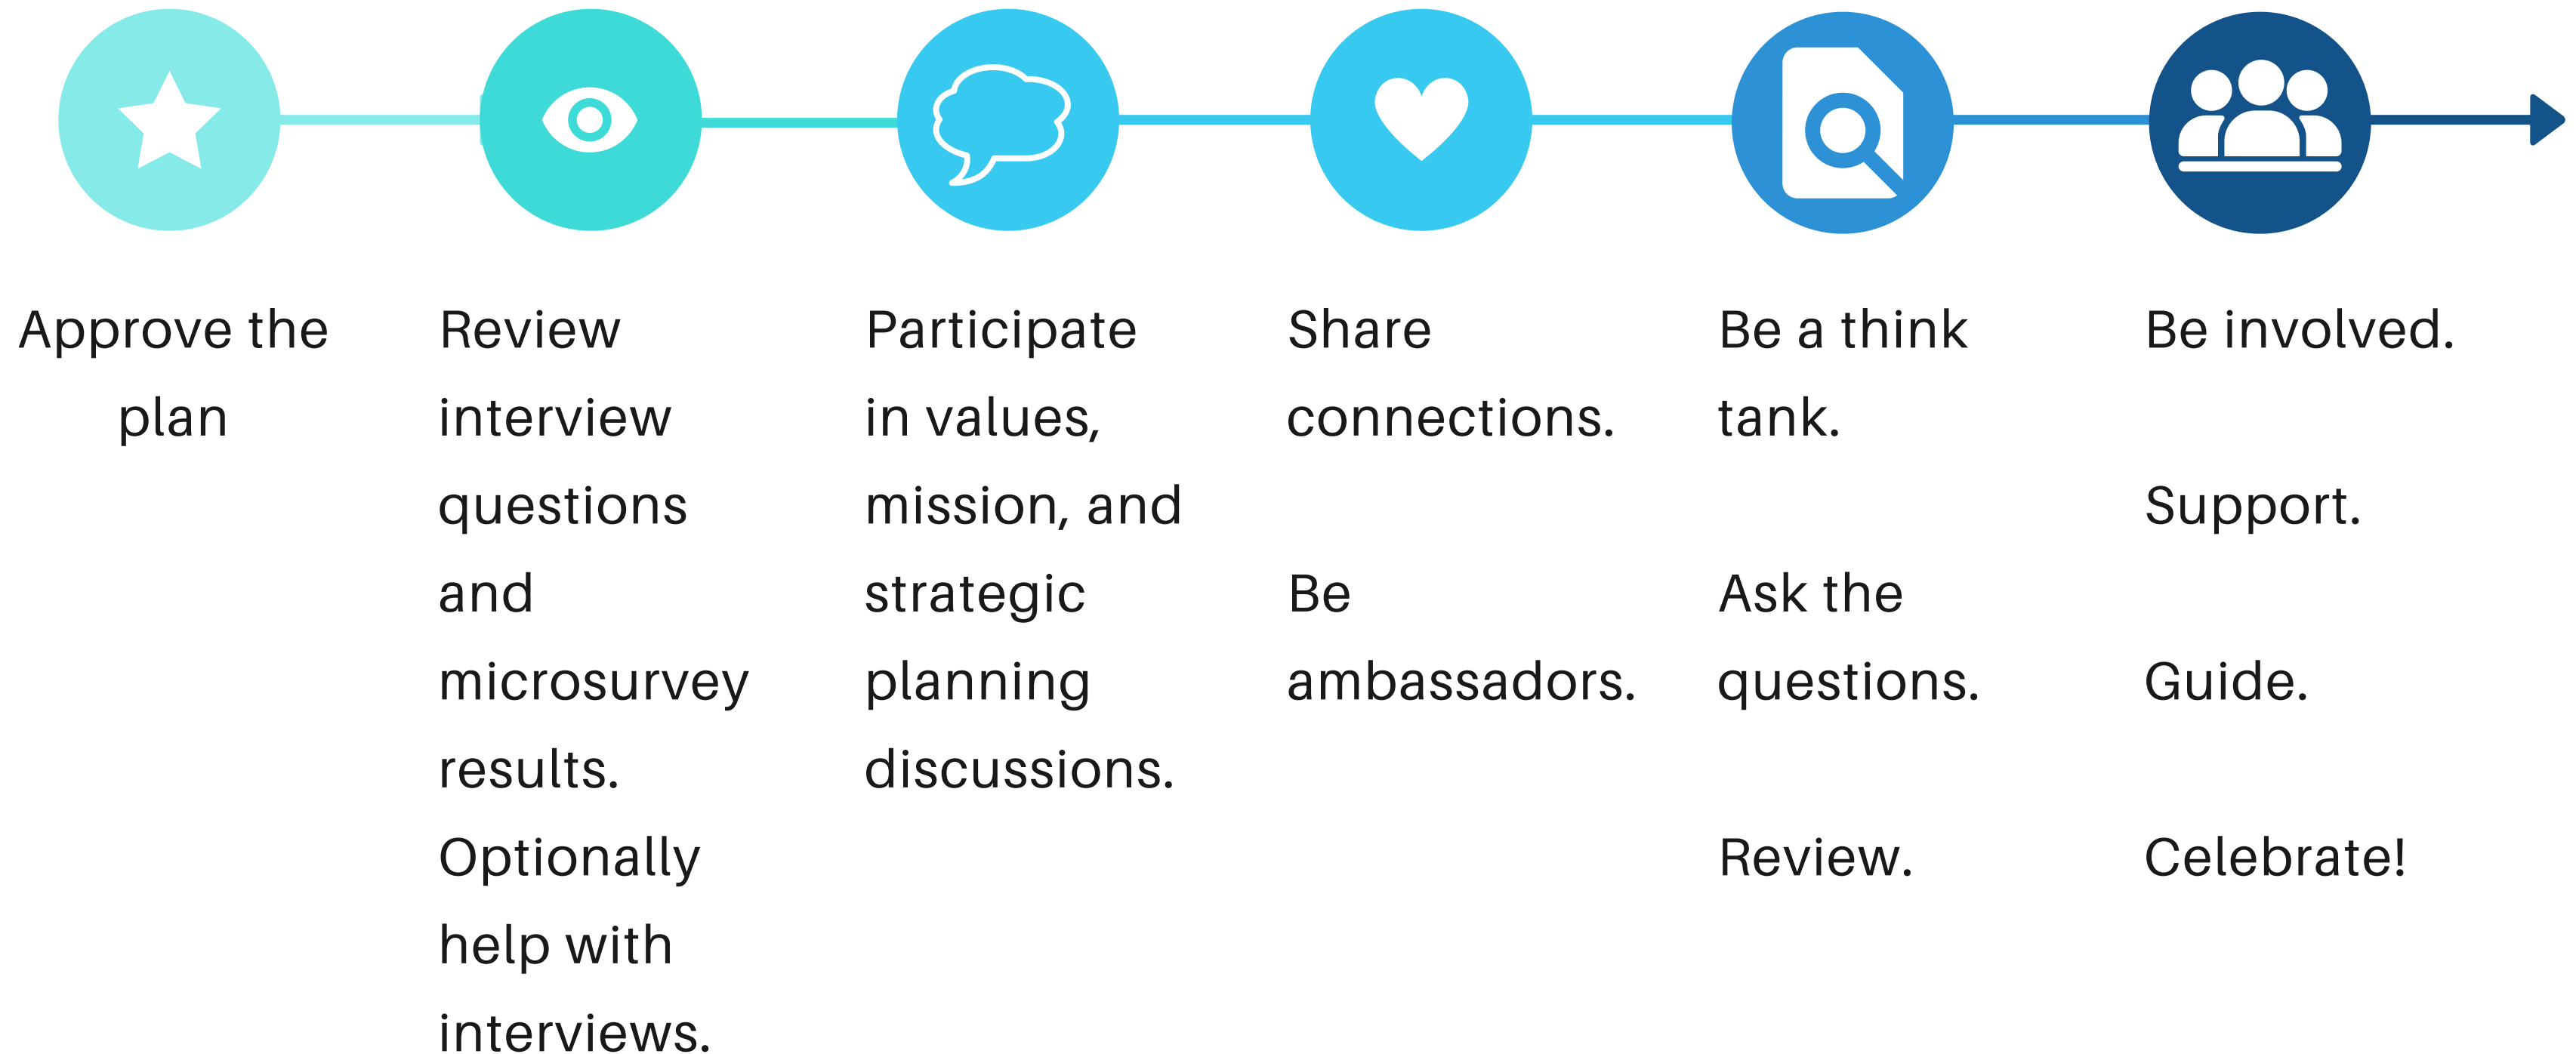 Approve the
plan
Review
interview
questions
and
microsurvey
results.
Optionally
help with
interviews.
Participate
in values,
mission, and
strategic
planning
discussions.
Share
connections.
Be
ambassadors.
Be a think
tank.
Ask the
questions.
Review.
Be involved.
Support.
Guide.
Celebrate!